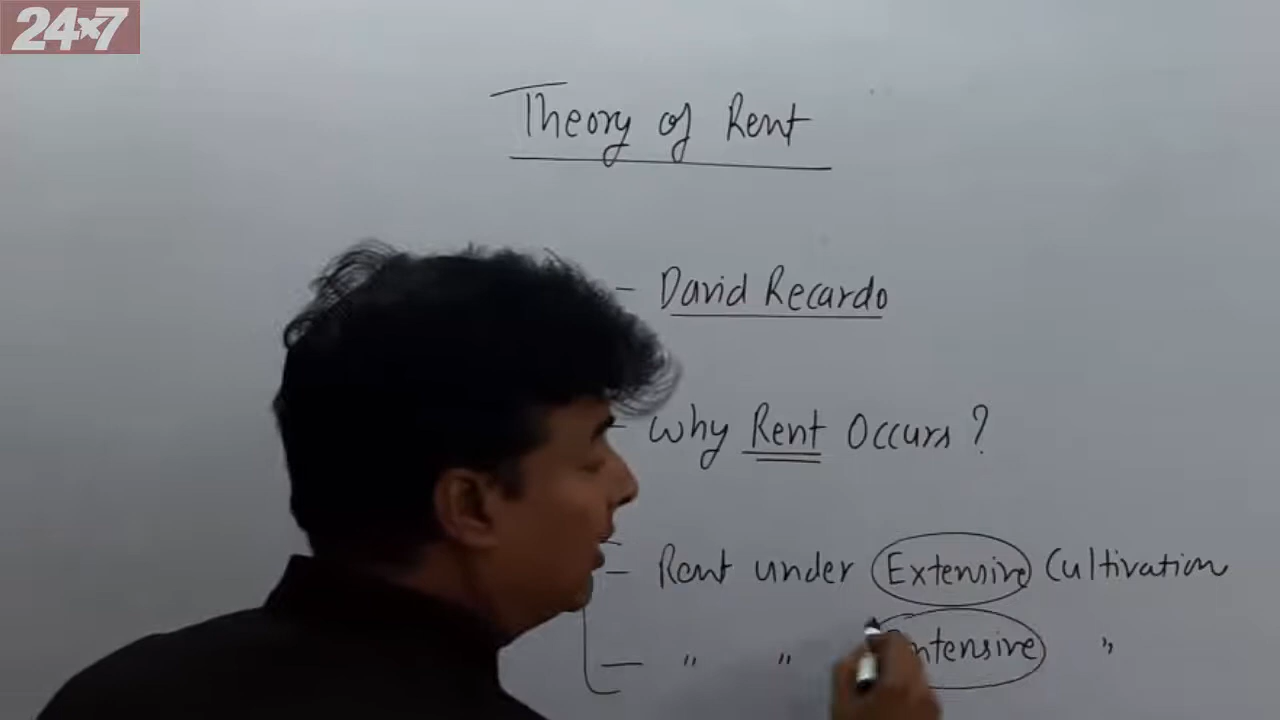 24x7
Theory of Rent
- David Recardo
- Why Rent Occurs?
- Rent under Extensive Cultivation
- " " Intensive "